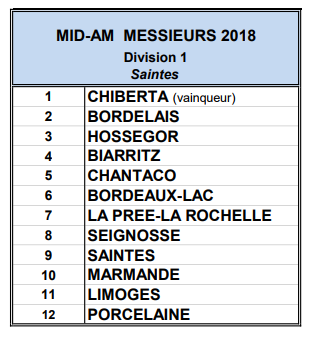 MID-AM MESSIEURS 2018
Division 1
Saintes
1 CHIBERTA (vainqueur)
2 BORDELAIS
3 HOSSEGOR
4 BIARRITZ
5 CHANTACO
6 BORDEAUX-LAC
7 LA PREE-LA ROCHELLE
8 SEIGNOSSE
9 SAINTES
10 MARMANDE
11 LIMOGES
12 PORCELAINE